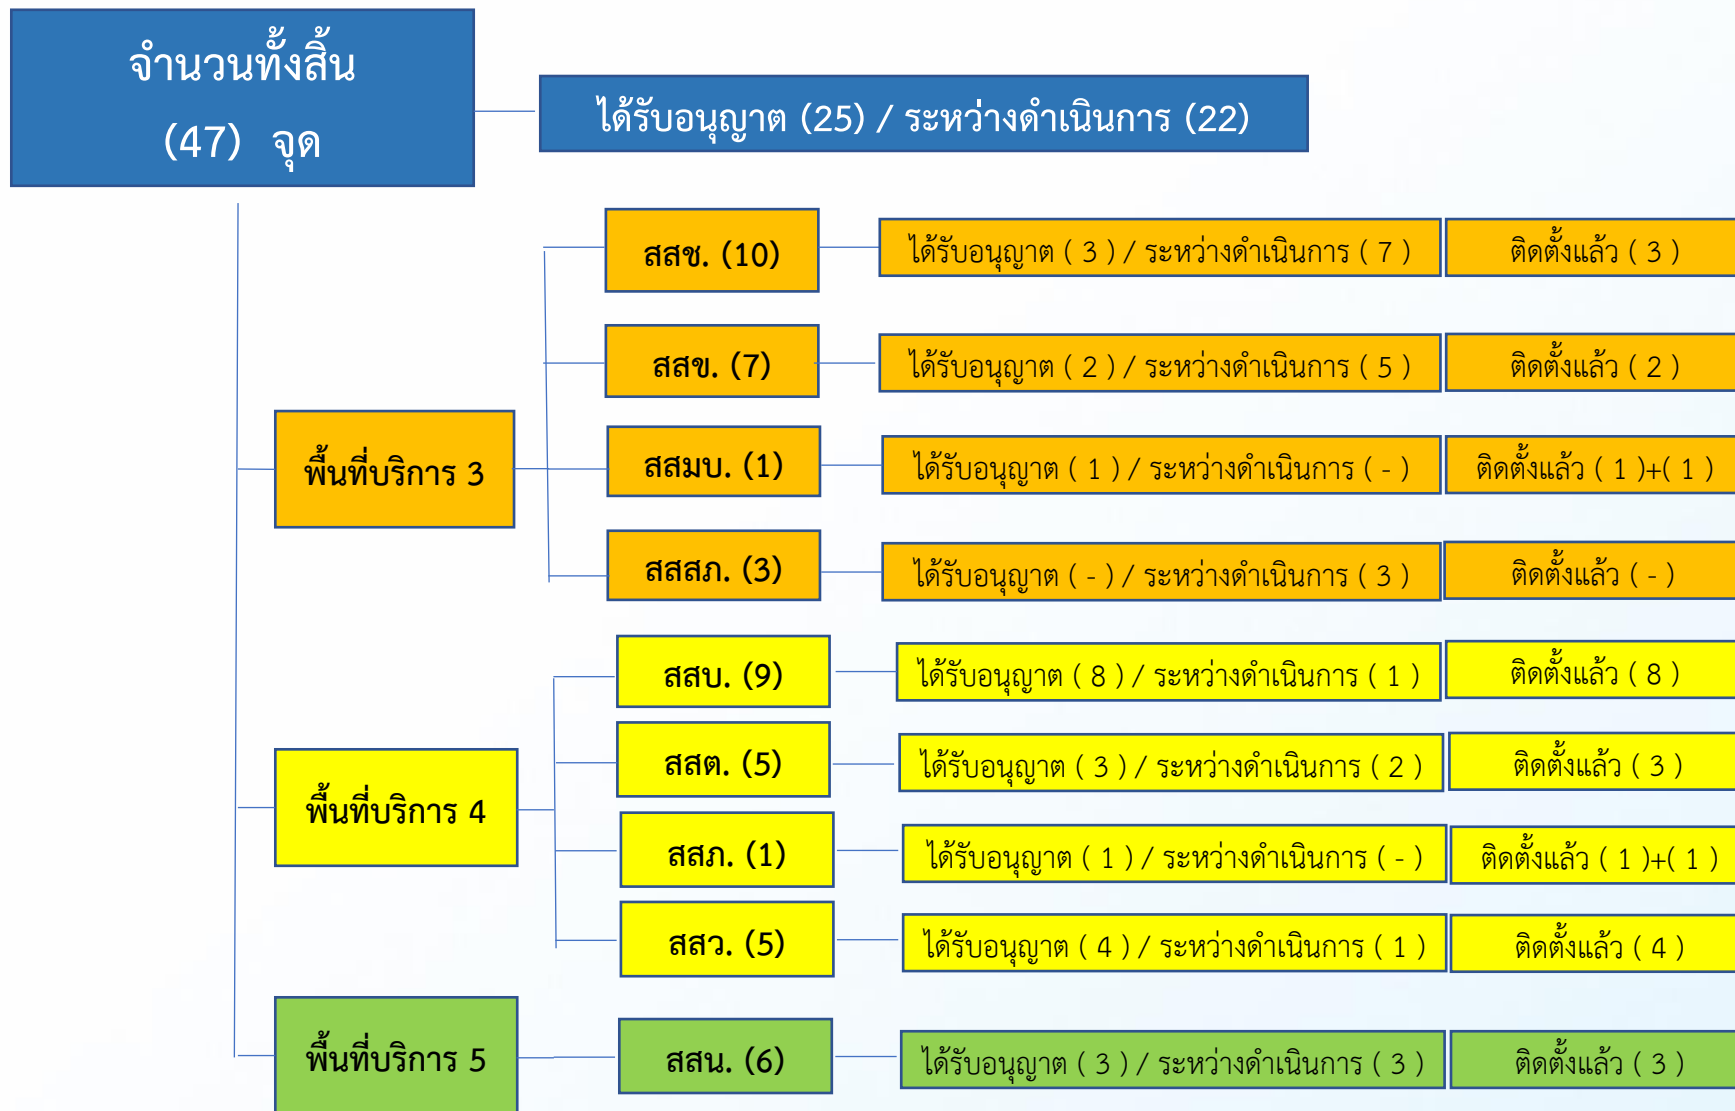 จำนวนทั้งสิ้น
(47) จุด
ได้รับอนุญาต (25) / ระหว่างดำเนินการ (22)
พื้นที่บริการ 3
สสช. (10)
ได้รับอนุญาต ( 3 ) / ระหว่างดำเนินการ ( 7 )
ติดตั้งแล้ว ( 3 )
สสข. (7)
ได้รับอนุญาต ( 2 ) / ระหว่างดำเนินการ ( 5 )
ติดตั้งแล้ว ( 2 )
สสมบ. (1)
ได้รับอนุญาต ( 1 ) / ระหว่างดำเนินการ ( - )
ติดตั้งแล้ว ( 1 )+( 1 )
สสสภ. (3)
ได้รับอนุญาต ( - ) / ระหว่างดำเนินการ ( 3 )
ติดตั้งแล้ว ( - )
พื้นที่บริการ 4
สสบ. (9)
ได้รับอนุญาต ( 8 ) / ระหว่างดำเนินการ ( 1 )
ติดตั้งแล้ว ( 8 )
สสต. (5)
ได้รับอนุญาต ( 3 ) / ระหว่างดำเนินการ ( 2 )
ติดตั้งแล้ว ( 3 )
สสภ. (1)
ได้รับอนุญาต ( 1 ) / ระหว่างดำเนินการ ( - )
ติดตั้งแล้ว ( 1 )+( 1 )
สสว. (5)
ได้รับอนุญาต ( 4 ) / ระหว่างดำเนินการ ( 1 )
ติดตั้งแล้ว ( 4 )
พื้นที่บริการ 5
สสน. (6)
ได้รับอนุญาต ( 3 ) / ระหว่างดำเนินการ ( 3 )
ติดตั้งแล้ว ( 3 )